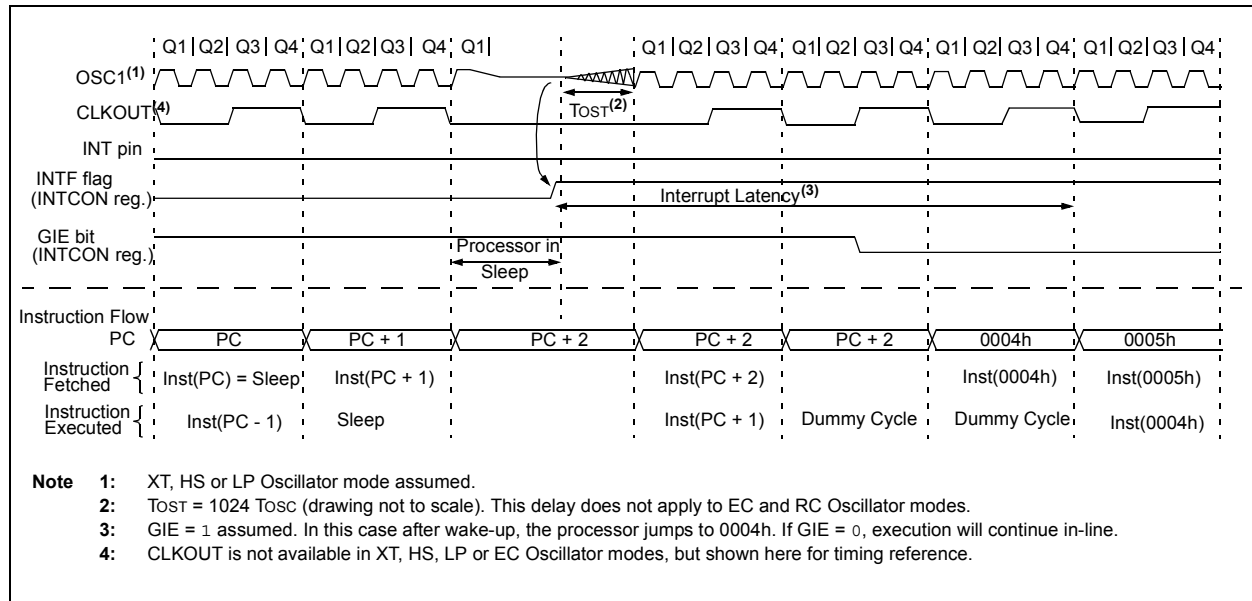 Q1 | Q2 | Q3 | Q4 Q1 | Q2 | Q3 | Q4 Q1 | Q1 | Q2 | Q3 | Q4 Q1 | Q2 | Q3 | Q4 Q1 | Q2 | Q3 | Q4 Q1 | Q2 | Q3 | Q4
OSC1(1)
TOST(2)
CLKOUT(4)
INT pin
INTF flag
(INTCON reg.)
Interrupt Latency(3)
GIE bit
(INTCON reg.)
Processor in
Sleep
Instruction Flow
PC PC PC + 1 PC + 2 PC + 2 PC + 2 0004h 0005h
Instruction
Fetched { Inst(PC) = Sleep Inst(PC + 1) Inst(PC + 2) Inst(0004h) Inst(0005h)
Instruction
Executed { Inst(PC - 1) Sleep Inst(PC + 1) Dummy Cycle Dummy Cycle Inst(0004h)
Note 1: XT, HS or LP Oscillator mode assumed.
2: TOST = 1024 TOSC (drawing not to scale). This delay does not apply to EC and RC Oscillator modes.
3: GIE = 1 assumed. In this case after wake-up, the processor jumps to 0004h. If GIE = 0, execution will continue in-line.
4: CLKOUT is not available in XT, HS, LP or EC Oscillator modes, but shown here for timing reference.